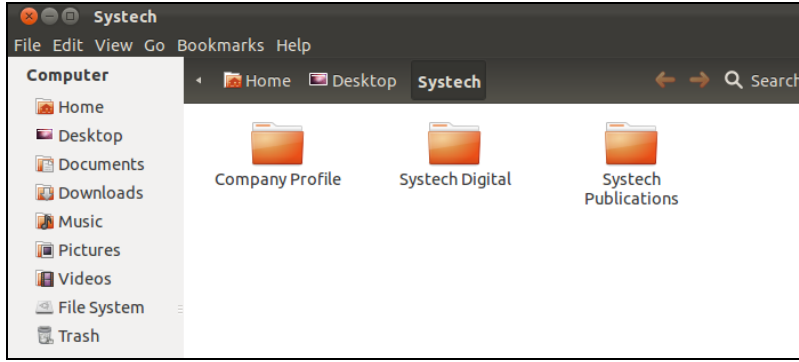 Systech
File Edit View Go Bookmarks Help
Computer
Home Desktop Systech Search
Home
Desktop
Documents
Downloads
Music
Pictures
Videos
File System
Trash
Company Profile Systech Digital Systech
Publications